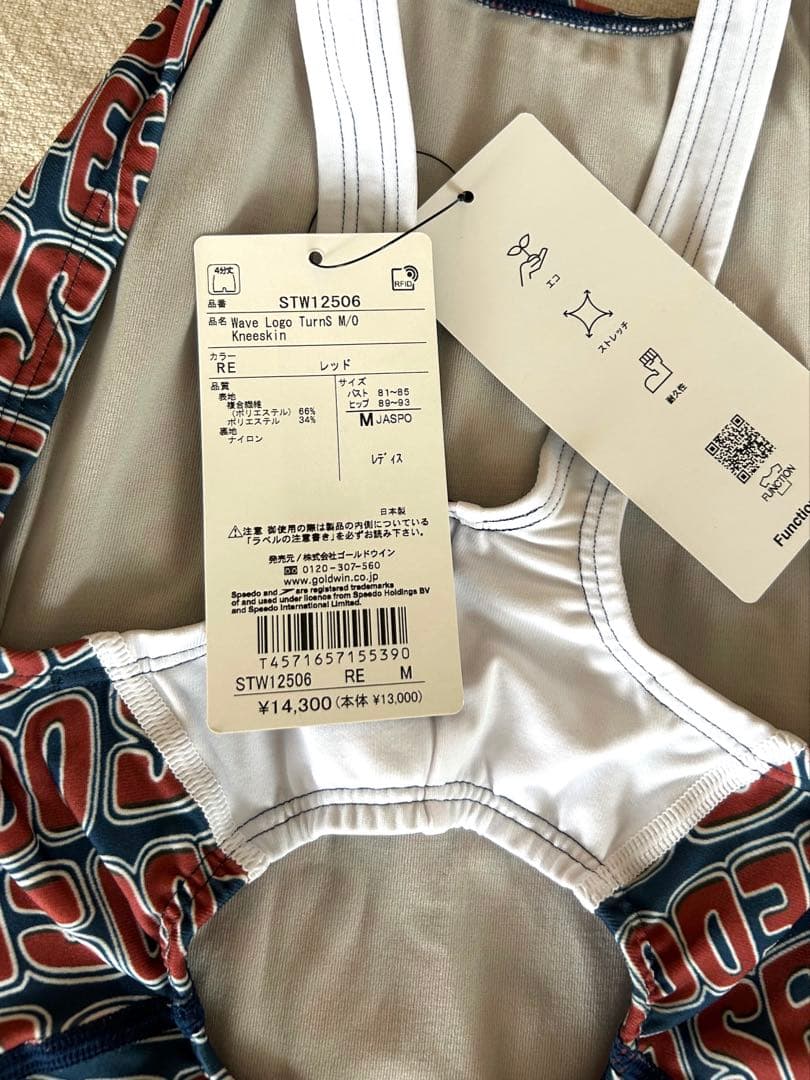 4分丈
RFID
品番 STW12506
品名 Wave Logo TurnS M/O
Kneeskin
カラー
RE レッド
品質
表地
複合繊維
(ポリエステル) 66%
ポリエステル 34%
裏地
ナイロン
サイズ
バスト 81～85
ヒップ 89～93
M JASPO
ﾚﾃﾞｨｽ
日本製
⚠注意 御使用の際は製品の内側についている
「ラベルの注意書き」を必ずお読み下さい。
発売元/株式会社ゴールドウイン
0120-307-560
www.goldwin.co.jp
Speedo and are registered trademarks
of and used under licence from Speedo Holdings BV
and Speedo International Limited.
T4571657155390
STW12506 RE M
¥14,300(本体 ¥13,000)
エコ
ストレッチ
耐久性
FUNCTION
Functio